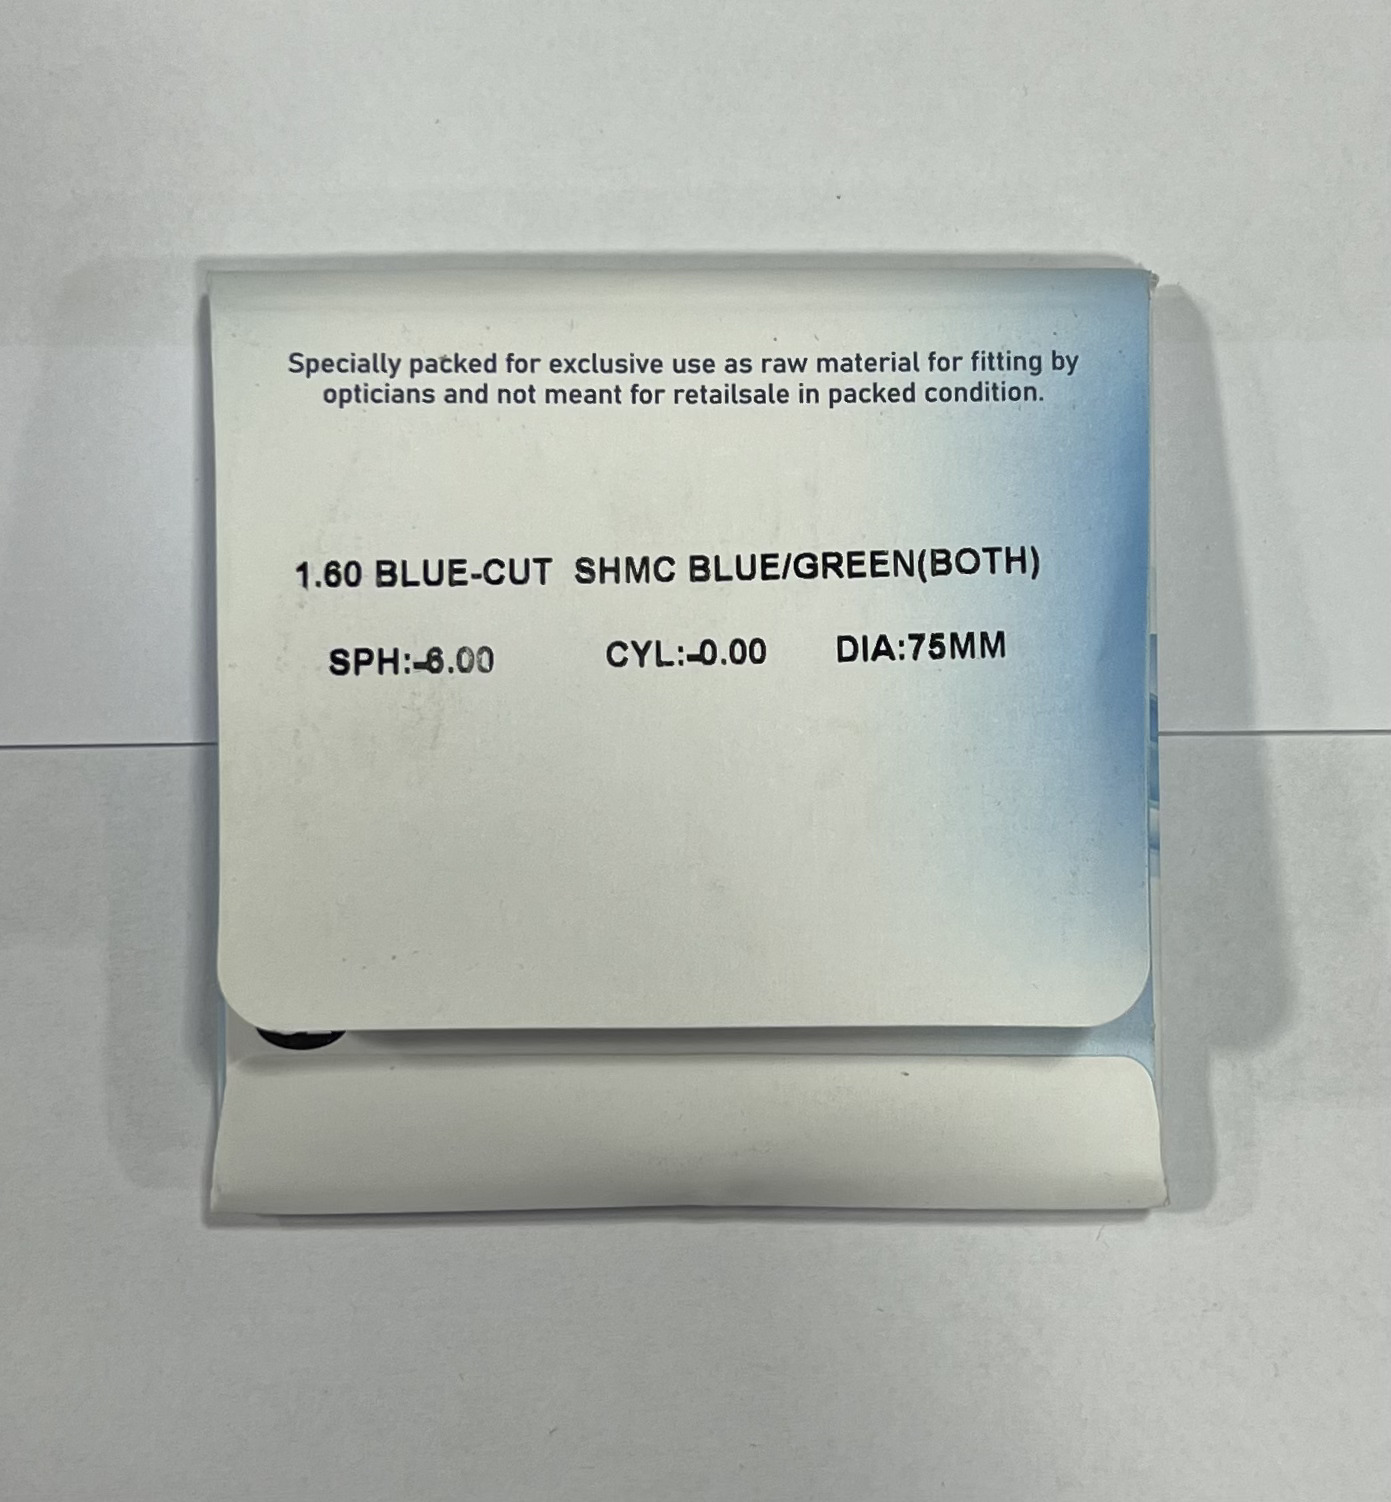 Specially packed for exclusive use as raw material for fitting by
opticians and not meant for retailsale in packed condition.
1.60 BLUE-CUT SHMC BLUE/GREEN(BOTH)
SPH:-6.00 CYL:-0.00 DIA:75MM